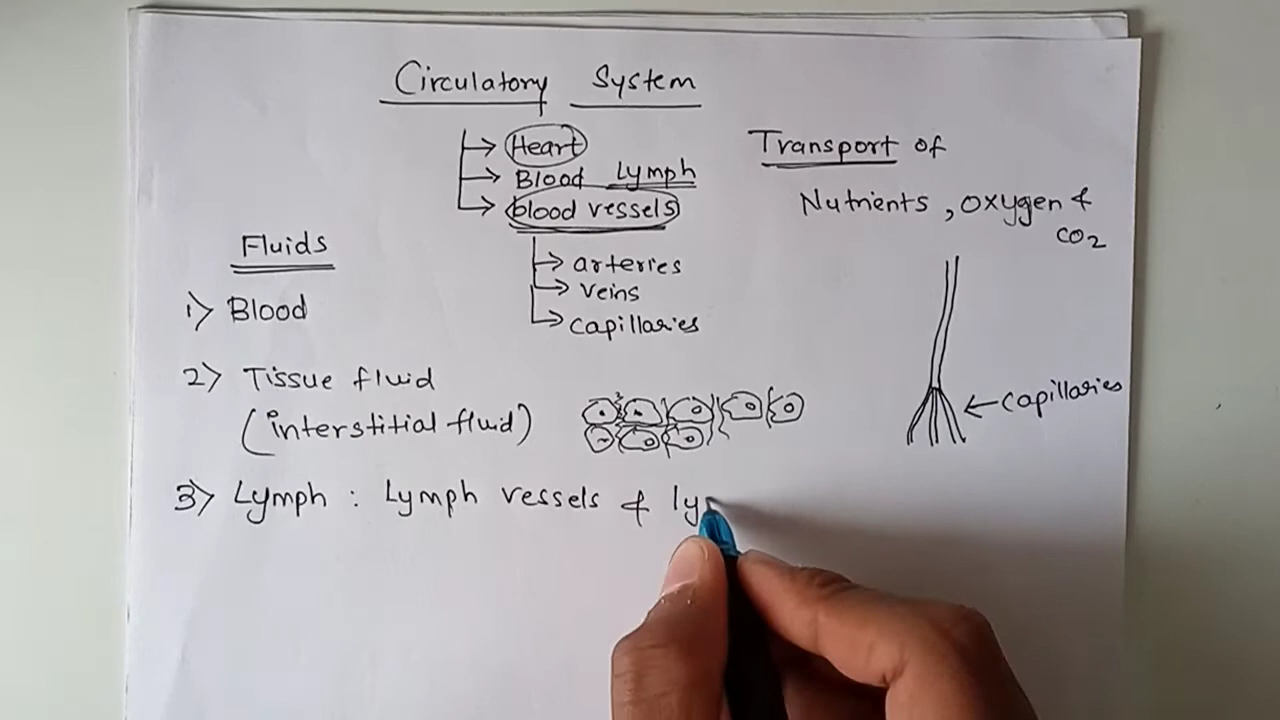 Circulatory System
Heart
Blood Lymph
blood vessels
arteries
veins
capillaries
Transport of
Nutrients, oxygen &
CO2
Fluids
1) Blood
2) Tissue fluid
(interstitial fluid)
← capillaries
3) Lymph : Lymph vessels & ly